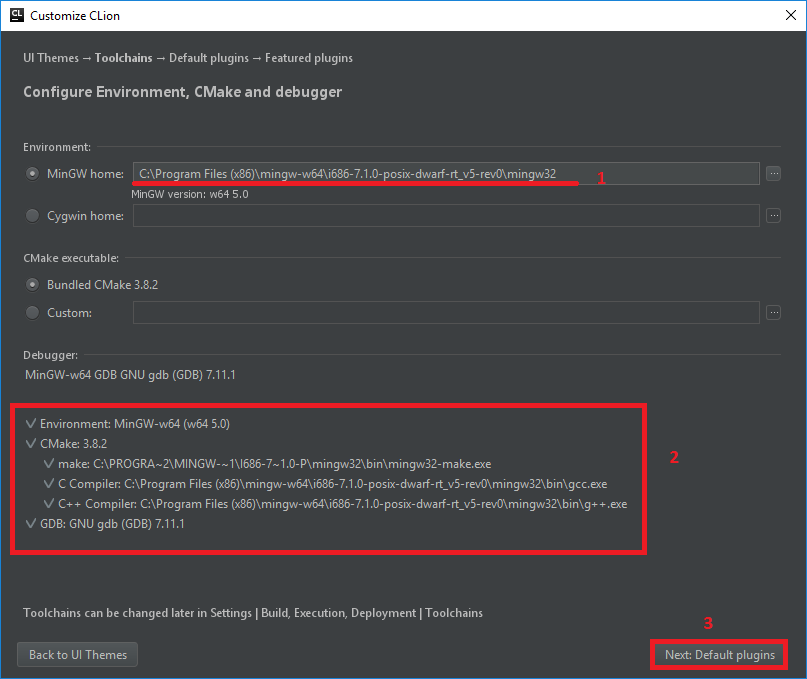 CL Customize CLion
UI Themes → Toolchains → Default plugins → Featured plugins
Configure Environment, CMake and debugger
Environment:
MinGW home: C:\Program Files (x86)\mingw-w64\i686-7.1.0-posix-dwarf-rt_v5-rev0\mingw32 ...
1
MinGW version: w64 5.0
Cygwin home: ...
CMake executable:
Bundled CMake 3.8.2
Custom: ...
Debugger:
MinGW-w64 GDB GNU gdb (GDB) 7.11.1
Environment: MinGW-w64 (w64 5.0)
CMake: 3.8.2
make: C:\PROGRA~2\MINGW-~1\I686-7~1.0-P\mingw32\bin\mingw32-make.exe
C Compiler: C:\Program Files (x86)\mingw-w64\i686-7.1.0-posix-dwarf-rt_v5-rev0\mingw32\bin\gcc.exe
C++ Compiler: C:\Program Files (x86)\mingw-w64\i686-7.1.0-posix-dwarf-rt_v5-rev0\mingw32\bin\g++.exe
GDB: GNU gdb (GDB) 7.11.1
2
Toolchains can be changed later in Settings | Build, Execution, Deployment | Toolchains
3
Back to UI Themes
Next: Default plugins